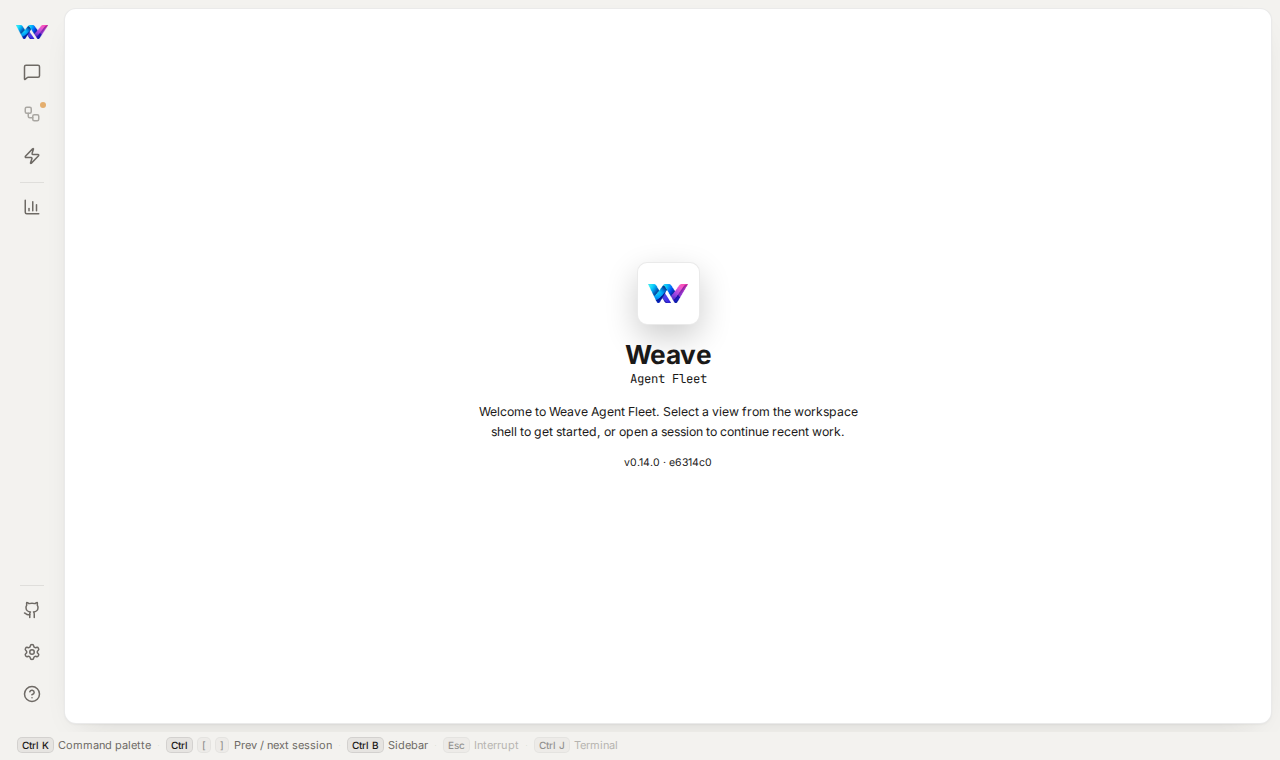 Weave
Agent Fleet
Welcome to Weave Agent Fleet. Select a view from the workspace
shell to get started, or open a session to continue recent work.
v0.14.0 · e6314c0
Ctrl K Command palette Ctrl [ ] Prev / next session Ctrl B Sidebar Esc Interrupt Ctrl J Terminal